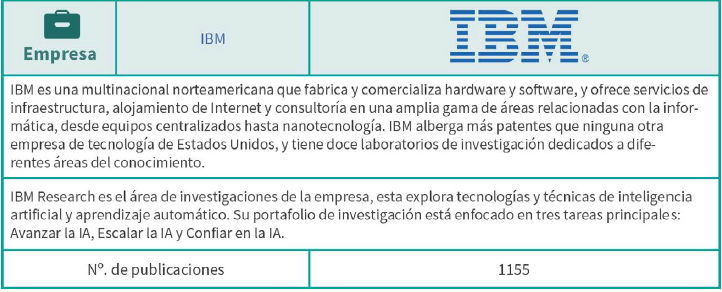 Empresa
IBM
IBM®
IBM es una multinacional norteamericana que fabrica y comercializa hardware y software, y ofrece servicios de
infraestructura, alojamiento de Internet y consultoría en una amplia gama de áreas relacionadas con la infor-
mática, desde equipos centralizados hasta nanotecnología. IBM alberga más patentes que ninguna otra
empresa de tecnología de Estados Unidos, y tiene doce laboratorios de investigación dedicados a dife-
rentes áreas del conocimiento.
IBM Research es el área de investigaciones de la empresa, esta explora tecnologías y técnicas de inteligencia
artificial y aprendizaje automático. Su portafolio de investigación está enfocado en tres tareas principales:
Avanzar la IA, Escalar la IA y Confiar en la IA.
Nº. de publicaciones
1155